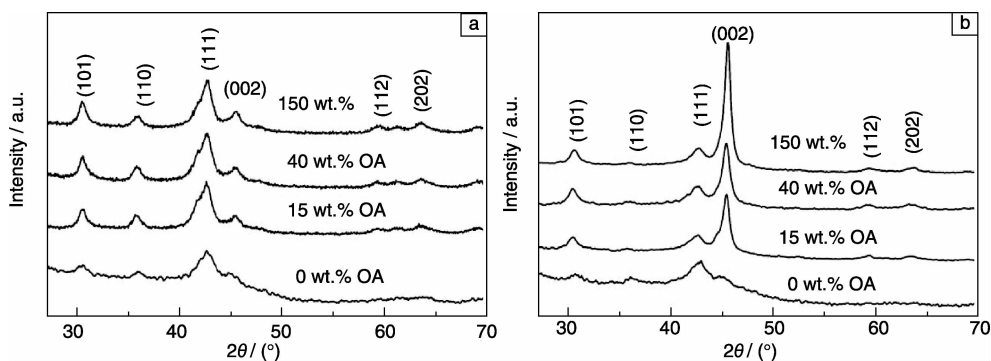 a
(101)
(110)
(111)
(002)
(112)
(202)
150 wt.%
40 wt.% OA
15 wt.% OA
0 wt.% OA
Intensity / a.u.
30 40 50 60 70
2θ / (°)
b
(101)
(110)
(111)
(002)
(112)
(202)
150 wt.%
40 wt.% OA
15 wt.% OA
0 wt.% OA
Intensity / a.u.
30 40 50 60 70
2θ / (°)